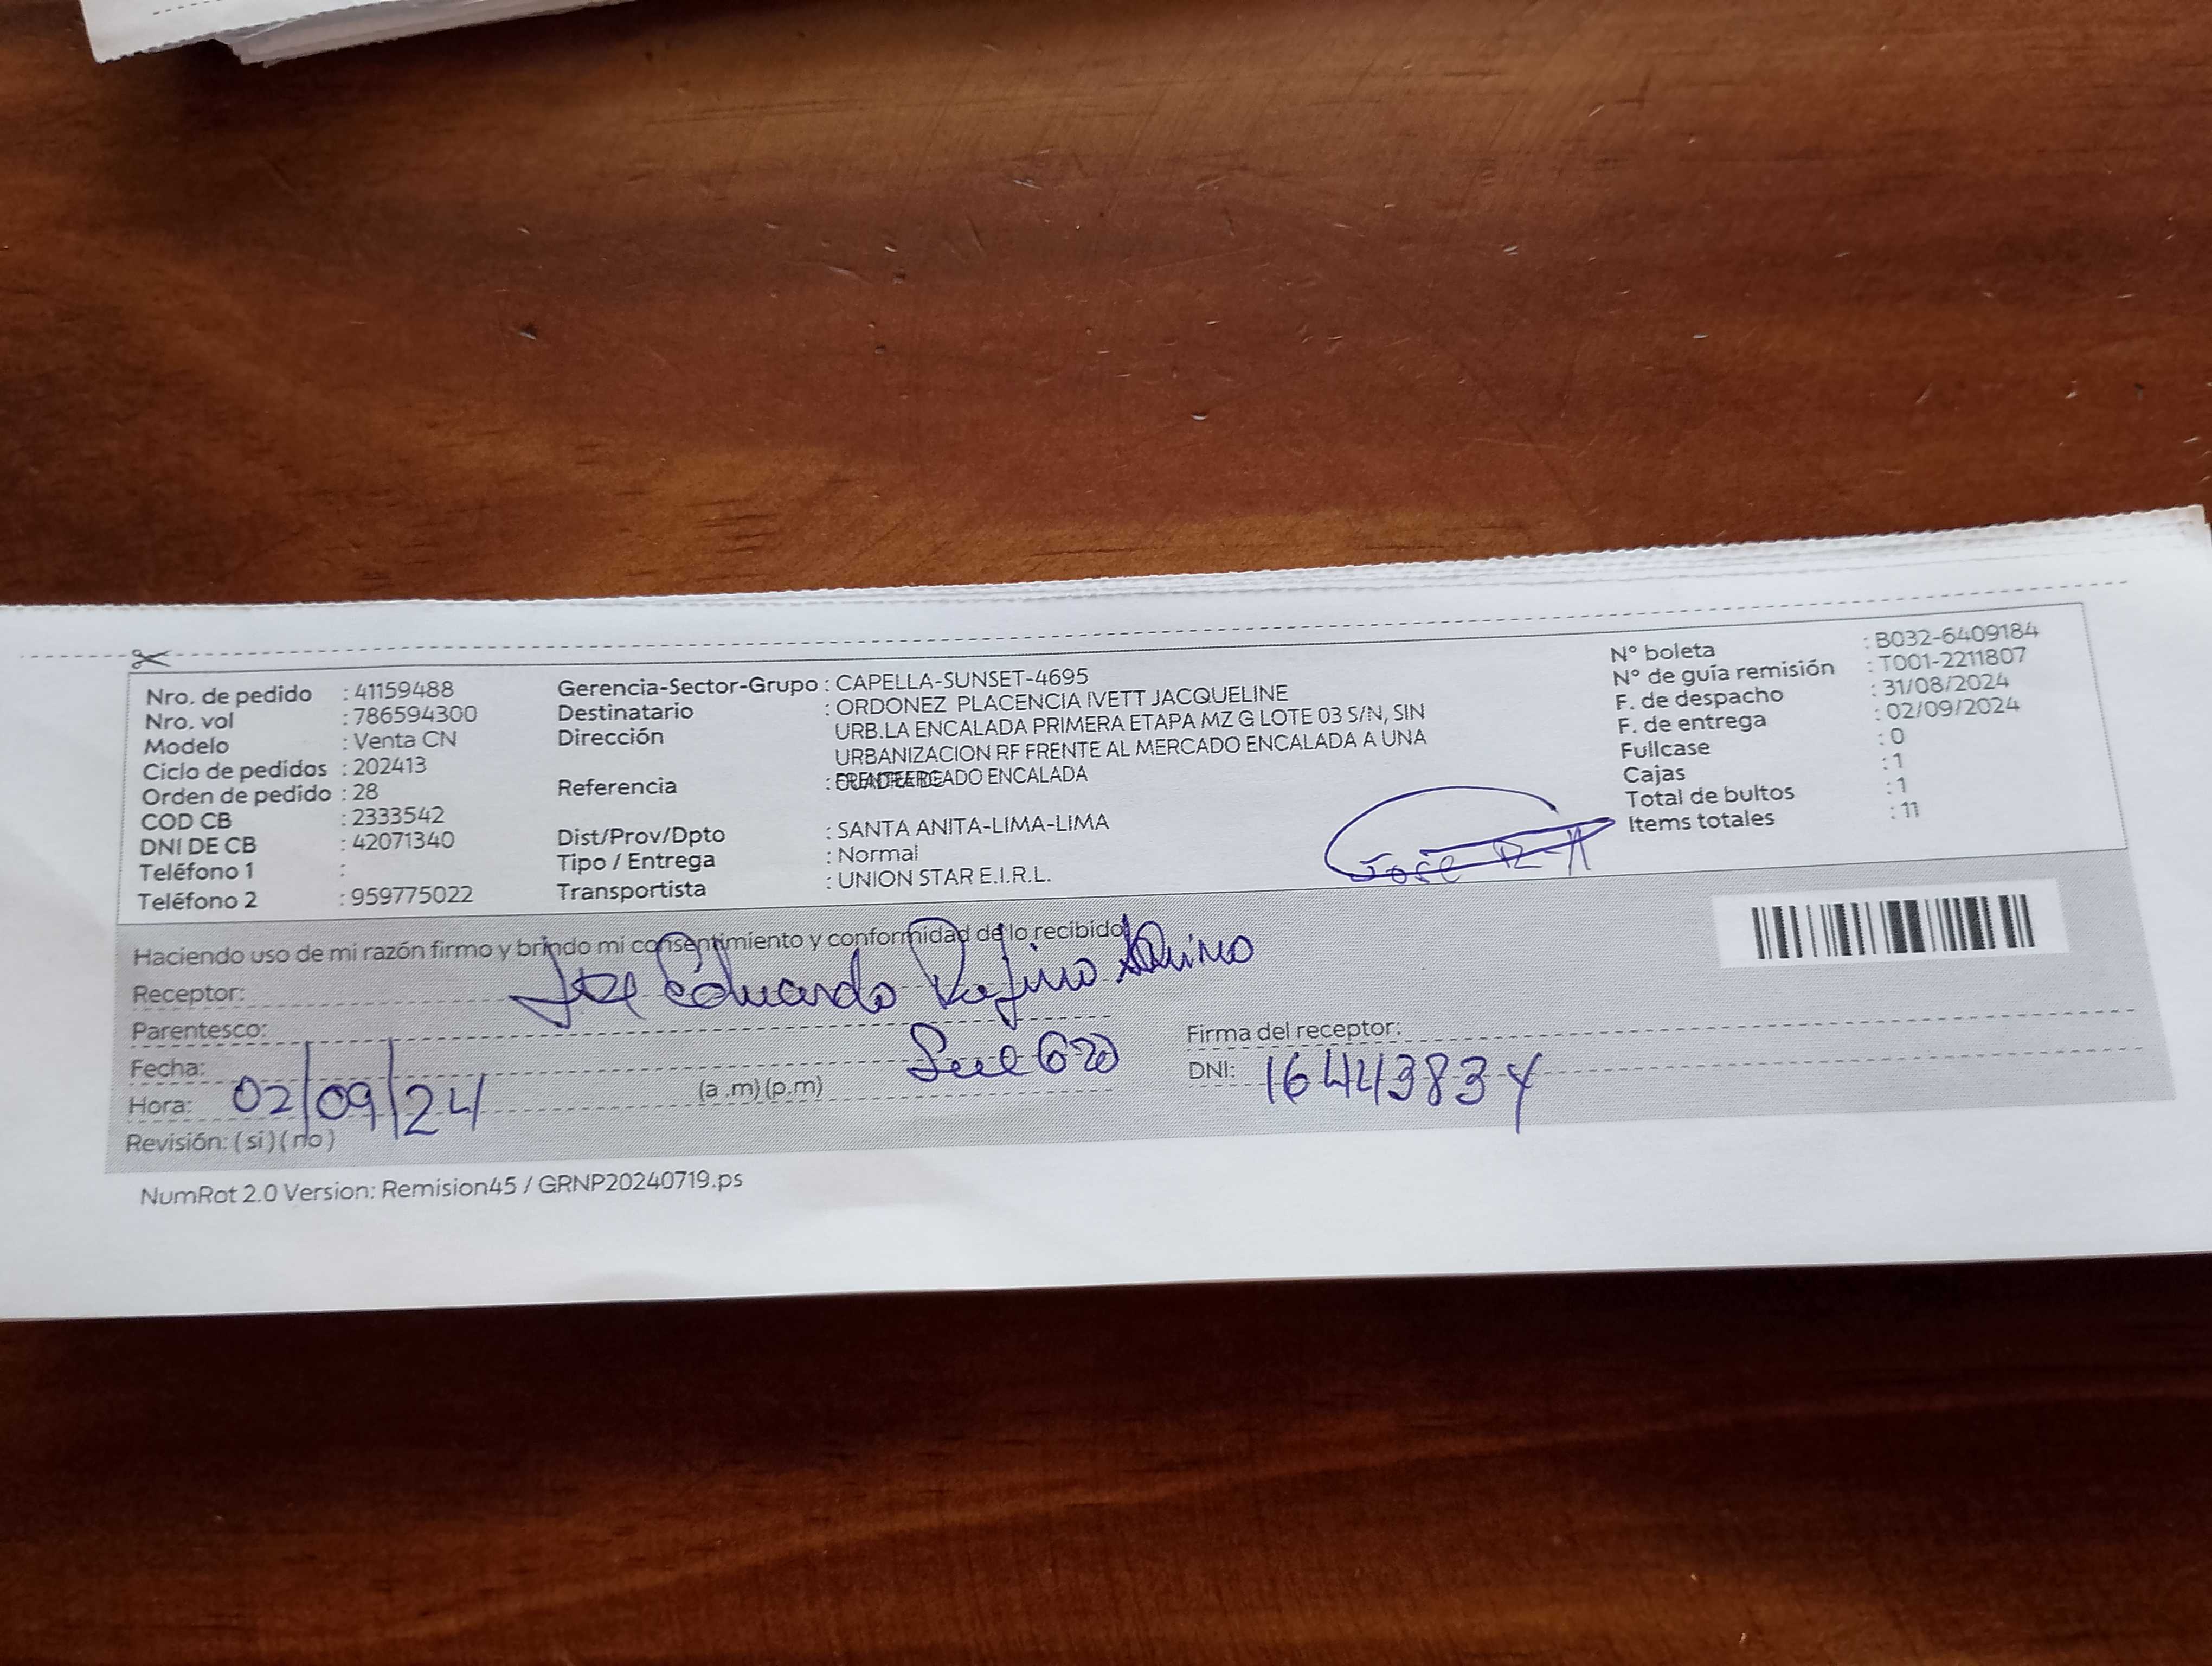 Nro. de pedido : 41159488
Nro. vol : 786594300
Modelo : Venta CN
Ciclo de pedidos : 202413
Orden de pedido : 28
COD CB : 2333542
DNI DE CB : 42071340
Teléfono 1 :
Teléfono 2 : 959775022
Gerencia-Sector-Grupo : CAPELLA-SUNSET-4695
Destinatario : ORDONEZ PLACENCIA IVETT JACQUELINE
Dirección URB.LA ENCALADA PRIMERA ETAPA MZ G LOTE 03 S/N, SIN
URBANIZACION RF FRENTE AL MERCADO ENCALADA A UNA
Referencia : ENCALADA
Dist/Prov/Dpto : SANTA ANITA-LIMA-LIMA
Tipo / Entrega : Normal
Transportista : UNION STAR E.I.R.L.
N° boleta : B032-6409184
N° de guía remisión : T001-2211807
F. de despacho : 31/08/2024
F. de entrega : 02/09/2024
Fullcase : 0
Cajas : 1
Total de bultos : 1
Items totales : 11
Jose R A
Haciendo uso de mi razón firmo y brindo mi consentimiento y conformidad de lo recibido
Receptor: Jose Eduardo Rufino
Parentesco:
Firma del receptor:
Fecha:
DNI: 16443834
Hora: 02/09/24 (a .m) (p.m)
Revisión: ( si ) ( no )
NumRot 2.0 Version: Remision45 / GRNP20240719.ps